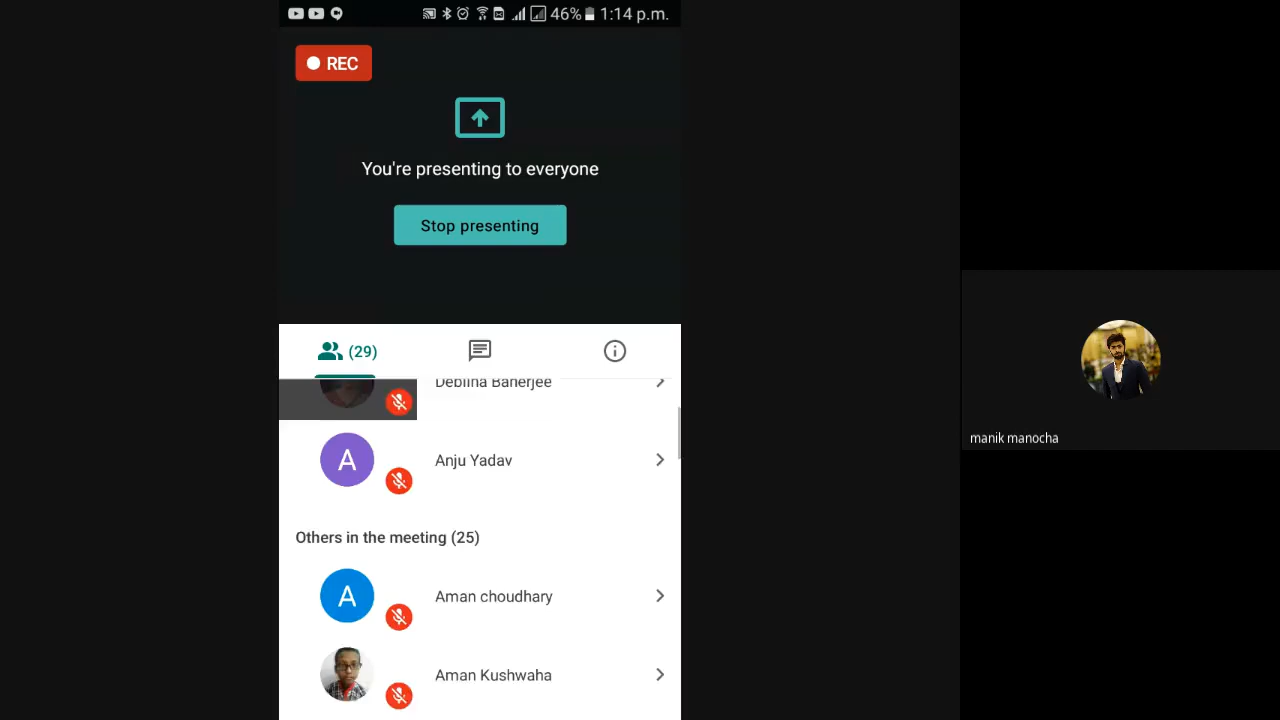 46% 1:14 p.m.
REC
You're presenting to everyone
Stop presenting
(29)
Deblina Banerjee
A
Anju Yadav
Others in the meeting (25)
A
Aman choudhary
Aman Kushwaha
manik manocha